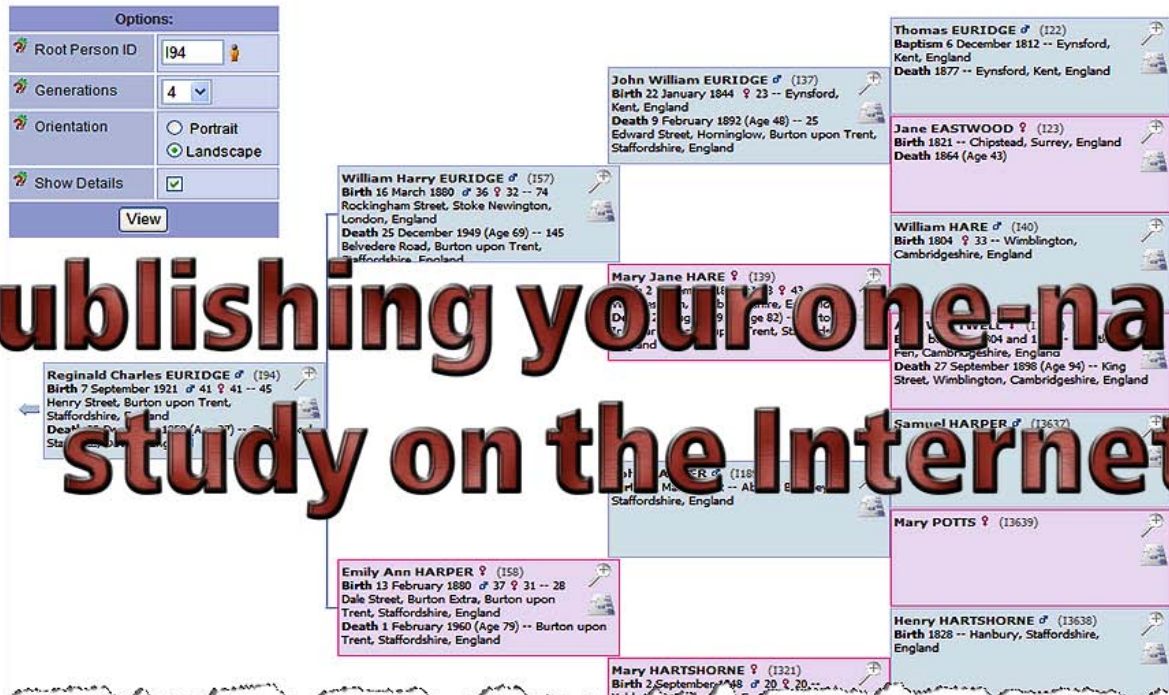 Options:
Root Person ID I94
Generations 4
Orientation Portrait
Landscape
Show Details
View
ublishing your one-na
study on the Internet
Reginald Charles EURIDGE ♂ (I94)
Birth 7 September 1921 ♂ 41 ♀ 41 -- 45
Henry Street, Burton upon Trent,
Staffordshire,
William Harry EURIDGE ♂ (I57)
Birth 16 March 1880 ♂ 36 ♀ 32 -- 74
Rockingham Street, Stoke Newington,
London, England
Death 25 December 1949 (Age 69) -- 145
Belvedere Road, Burton upon Trent,
Staffordshire, England
Emily Ann HARPER ♀ (I58)
Birth 13 February 1880 ♂ 37 ♀ 31 -- 28
Dale Street, Burton Extra, Burton upon
Trent, Staffordshire, England
Death 1 February 1960 (Age 79) -- Burton upon
Trent, Staffordshire, England
John William EURIDGE ♂ (I37)
Birth 22 January 1844 ♀ 23 -- Eynsford,
Kent, England
Death 9 February 1892 (Age 48) -- 25
Edward Street, Horninglow, Burton upon Trent,
Staffordshire, England
Mary Jane HARE ♀ (I39)
Staffordshire, England
Mary HARTSHORNE ♀ (I321)
Birth 2 September 1848 ♂ 20 ♀ 20 --
Thomas EURIDGE ♂ (I22)
Baptism 6 December 1812 -- Eynsford,
Kent, England
Death 1877 -- Eynsford, Kent, England
Jane EASTWOOD ♀ (I23)
Birth 1821 -- Chipstead, Surrey, England
Death 1864 (Age 43)
William HARE ♂ (I40)
Birth 1804 ♀ 33 -- Wimblington,
Cambridgeshire, England
Fen, Cambridgeshire, England
Death 27 September 1898 (Age 94) -- King
Street, Wimblington, Cambridgeshire, England
Samuel HARPER ♂ (I3637)
Mary POTTS ♀ (I3639)
Henry HARTSHORNE ♂ (I3638)
Birth 1828 -- Hanbury, Staffordshire,
England